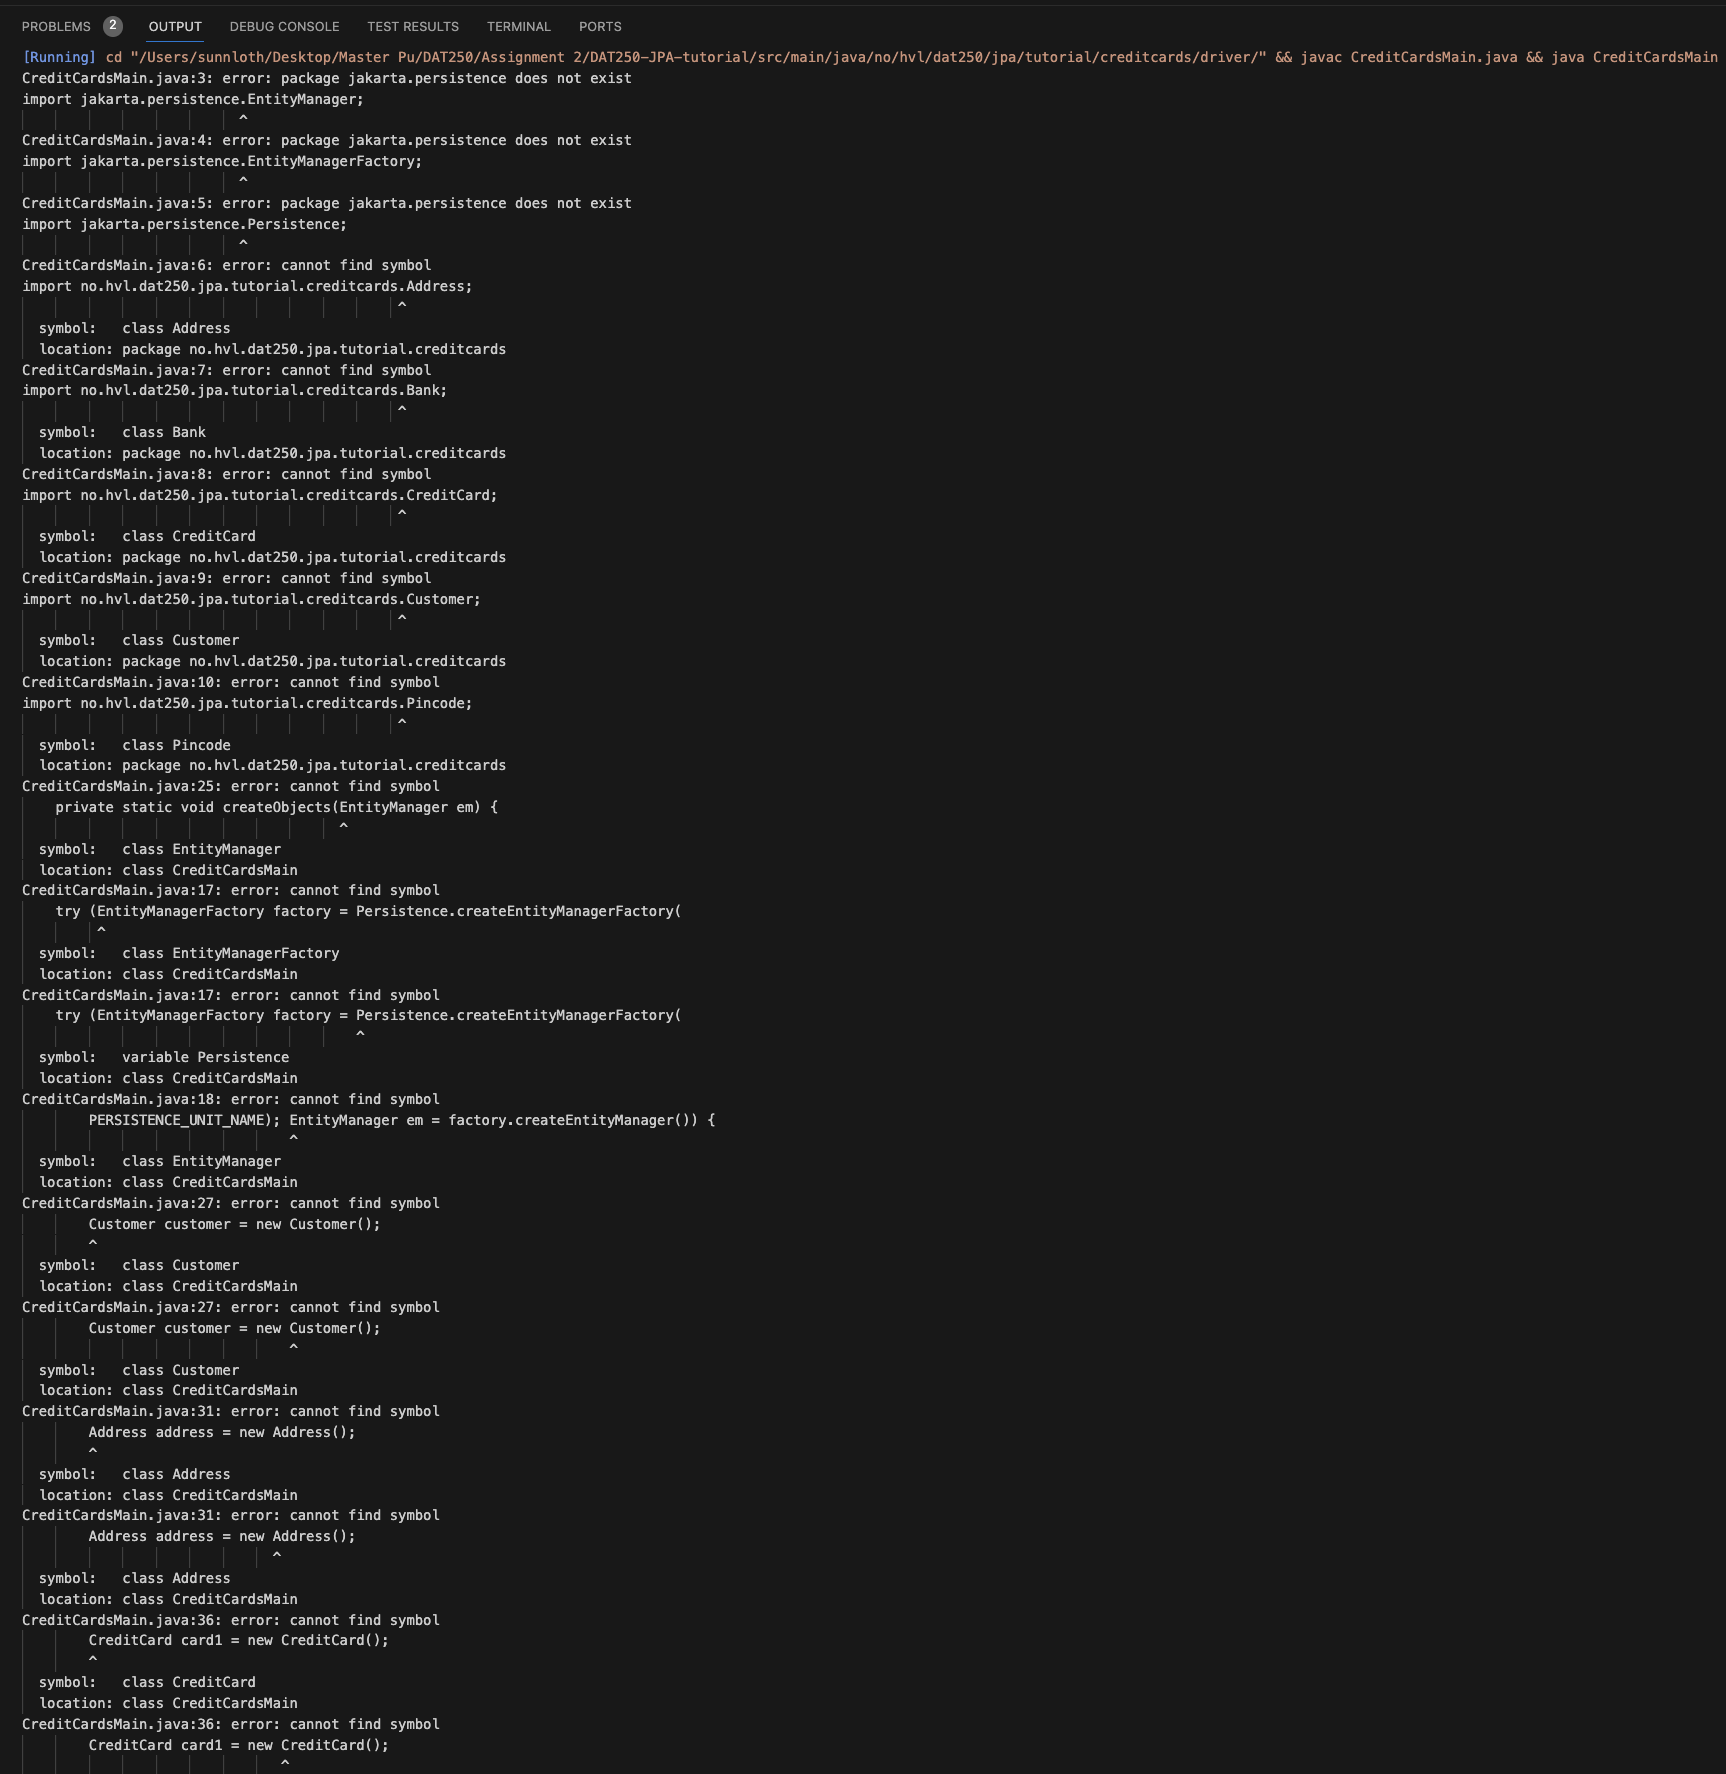 PROBLEMS 2 OUTPUT DEBUG CONSOLE TEST RESULTS TERMINAL PORTS
[Running] cd "/Users/sunnloth/Desktop/Master Pu/DAT250/Assignment 2/DAT250-JPA-tutorial/src/main/java/no/hvl/dat250/jpa/tutorial/creditcards/driver/" && javac CreditCardsMain.java && java CreditCardsMain
CreditCardsMain.java:3: error: package jakarta.persistence does not exist
import jakarta.persistence.EntityManager;
^
CreditCardsMain.java:4: error: package jakarta.persistence does not exist
import jakarta.persistence.EntityManagerFactory;
^
CreditCardsMain.java:5: error: package jakarta.persistence does not exist
import jakarta.persistence.Persistence;
^
CreditCardsMain.java:6: error: cannot find symbol
import no.hvl.dat250.jpa.tutorial.creditcards.Address;
^
symbol:   class Address
location: package no.hvl.dat250.jpa.tutorial.creditcards
CreditCardsMain.java:7: error: cannot find symbol
import no.hvl.dat250.jpa.tutorial.creditcards.Bank;
^
symbol:   class Bank
location: package no.hvl.dat250.jpa.tutorial.creditcards
CreditCardsMain.java:8: error: cannot find symbol
import no.hvl.dat250.jpa.tutorial.creditcards.CreditCard;
^
symbol:   class CreditCard
location: package no.hvl.dat250.jpa.tutorial.creditcards
CreditCardsMain.java:9: error: cannot find symbol
import no.hvl.dat250.jpa.tutorial.creditcards.Customer;
^
symbol:   class Customer
location: package no.hvl.dat250.jpa.tutorial.creditcards
CreditCardsMain.java:10: error: cannot find symbol
import no.hvl.dat250.jpa.tutorial.creditcards.Pincode;
^
symbol:   class Pincode
location: package no.hvl.dat250.jpa.tutorial.creditcards
CreditCardsMain.java:25: error: cannot find symbol
private static void createObjects(EntityManager em) {
^
symbol:   class EntityManager
location: class CreditCardsMain
CreditCardsMain.java:17: error: cannot find symbol
try (EntityManagerFactory factory = Persistence.createEntityManagerFactory(
^
symbol:   class EntityManagerFactory
location: class CreditCardsMain
CreditCardsMain.java:17: error: cannot find symbol
try (EntityManagerFactory factory = Persistence.createEntityManagerFactory(
^
symbol:   variable Persistence
location: class CreditCardsMain
CreditCardsMain.java:18: error: cannot find symbol
PERSISTENCE_UNIT_NAME); EntityManager em = factory.createEntityManager()) {
^
symbol:   class EntityManager
location: class CreditCardsMain
CreditCardsMain.java:27: error: cannot find symbol
Customer customer = new Customer();
^
symbol:   class Customer
location: class CreditCardsMain
CreditCardsMain.java:27: error: cannot find symbol
Customer customer = new Customer();
^
symbol:   class Customer
location: class CreditCardsMain
CreditCardsMain.java:31: error: cannot find symbol
Address address = new Address();
^
symbol:   class Address
location: class CreditCardsMain
CreditCardsMain.java:31: error: cannot find symbol
Address address = new Address();
^
symbol:   class Address
location: class CreditCardsMain
CreditCardsMain.java:36: error: cannot find symbol
CreditCard card1 = new CreditCard();
^
symbol:   class CreditCard
location: class CreditCardsMain
CreditCardsMain.java:36: error: cannot find symbol
CreditCard card1 = new CreditCard();
^